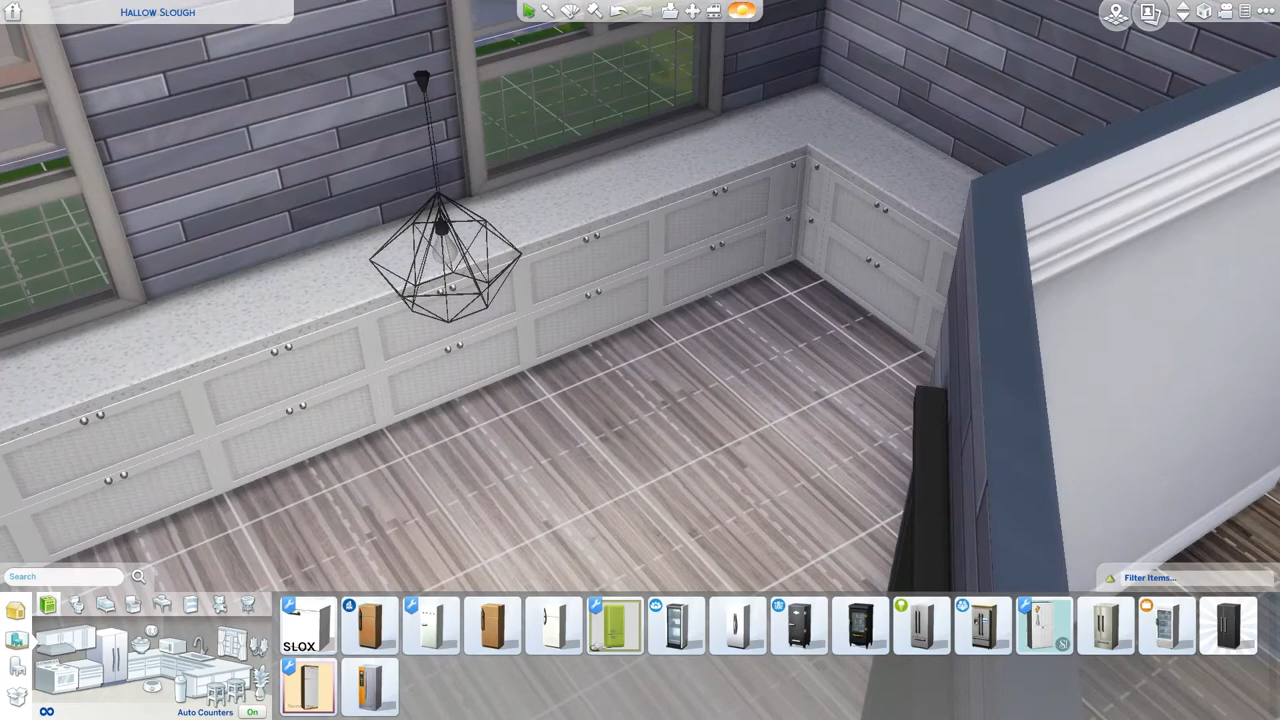 HALLOW SLOUGH
Search
Filter Items...
SLOX
Auto Counters
On